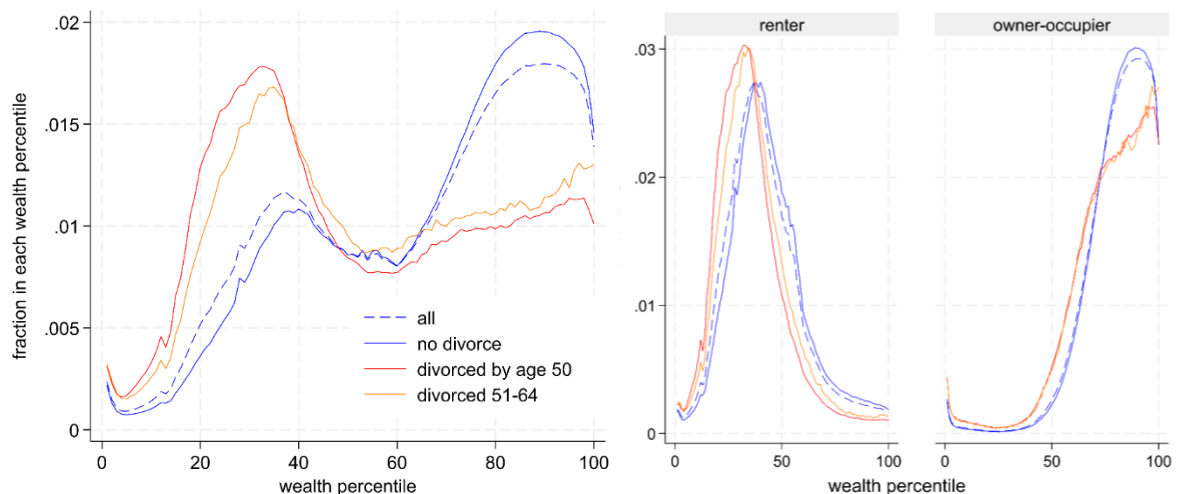 fraction in each wealth percentile
.02
.015
.01
.005
0
0 20 40 60 80 100
wealth percentile
all
no divorce
divorced by age 50
divorced 51-64
renter
owner-occupier
.03
.02
.01
0
0 50 100
0 50 100
wealth percentile